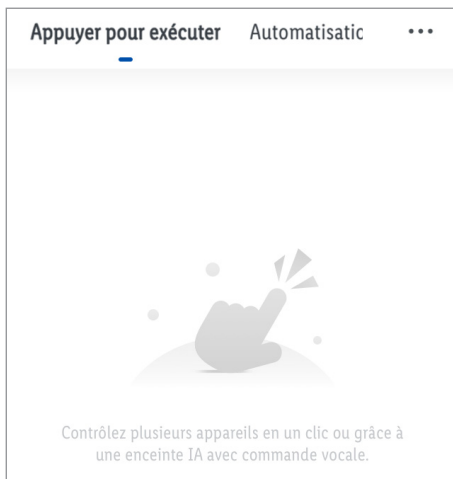 Appuyer pour exécuter Automatisatic •••
Contrôlez plusieurs appareils en un clic ou grâce à
une enceinte IA avec commande vocale.